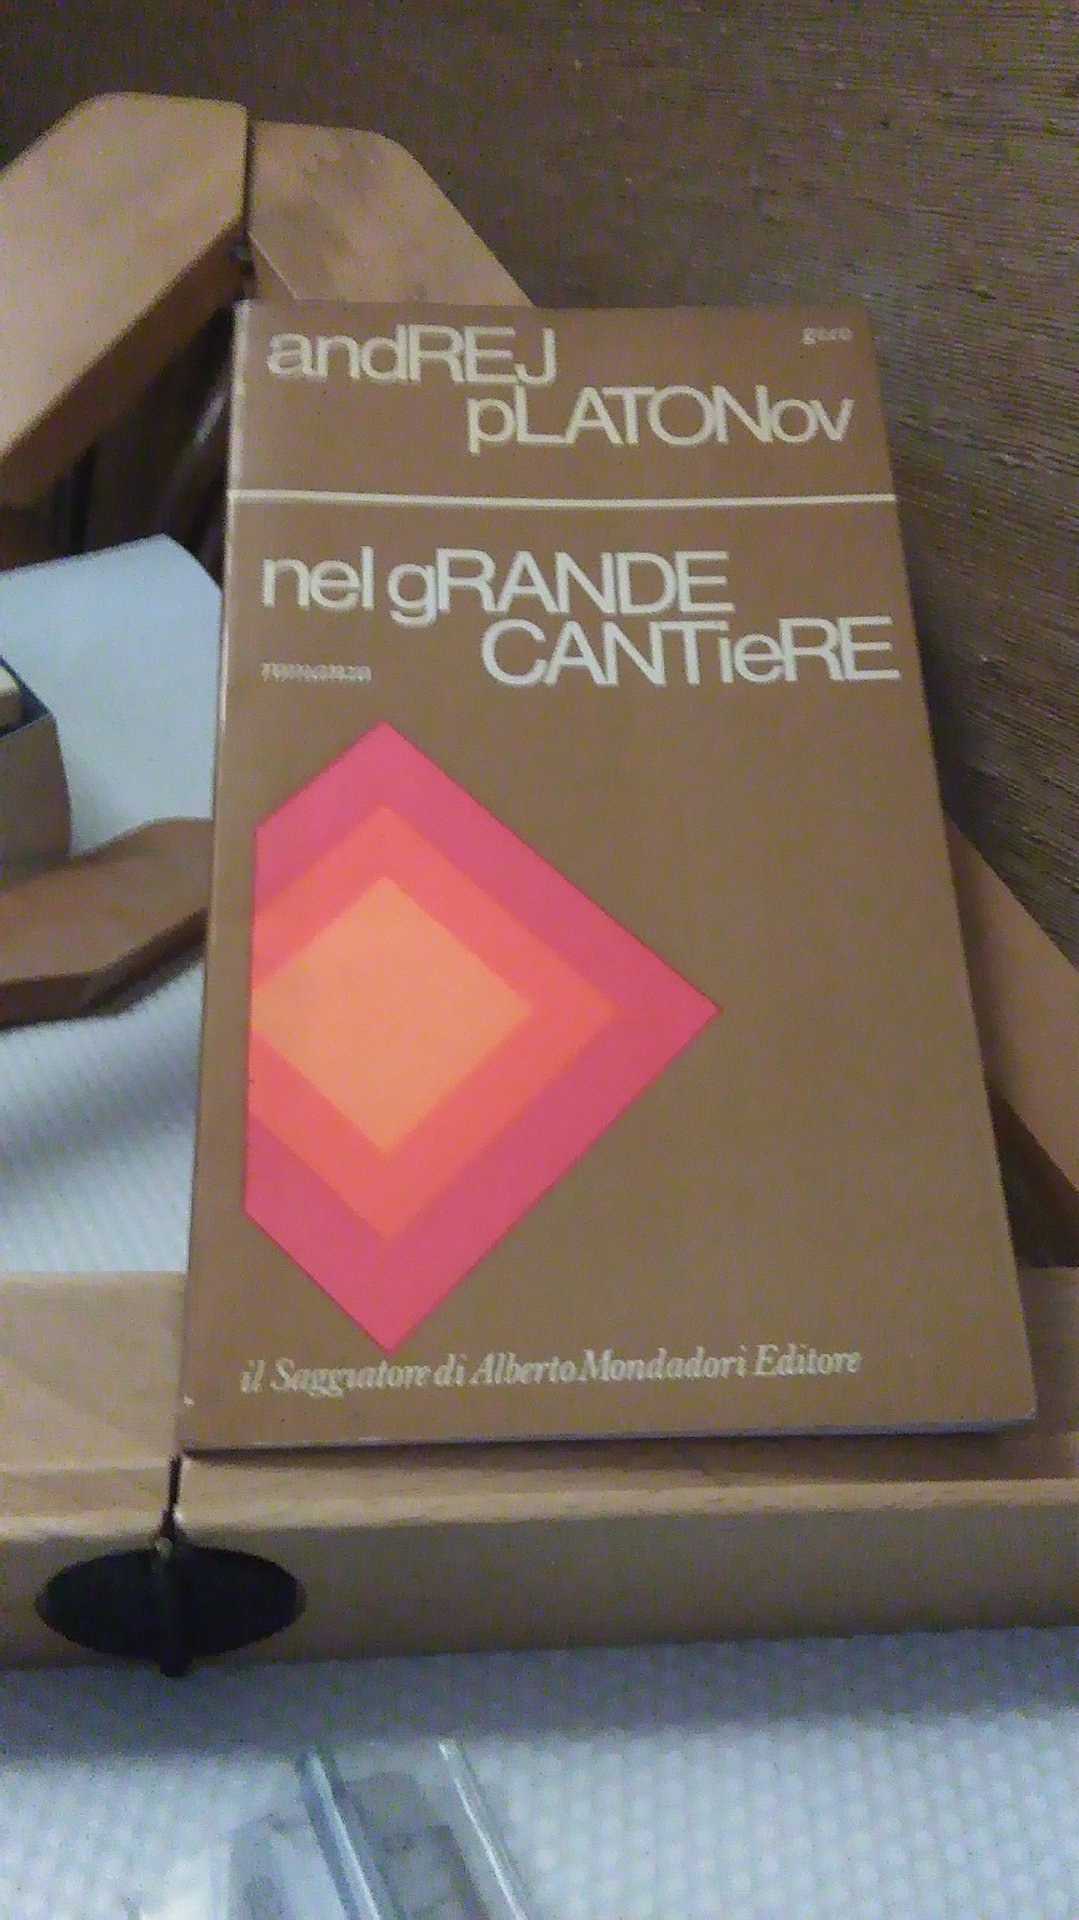 andREJ
pLATONov
nel gRANDE
CANTieRE
romanzo
il Saggiatore di Alberto Mondadori Editore